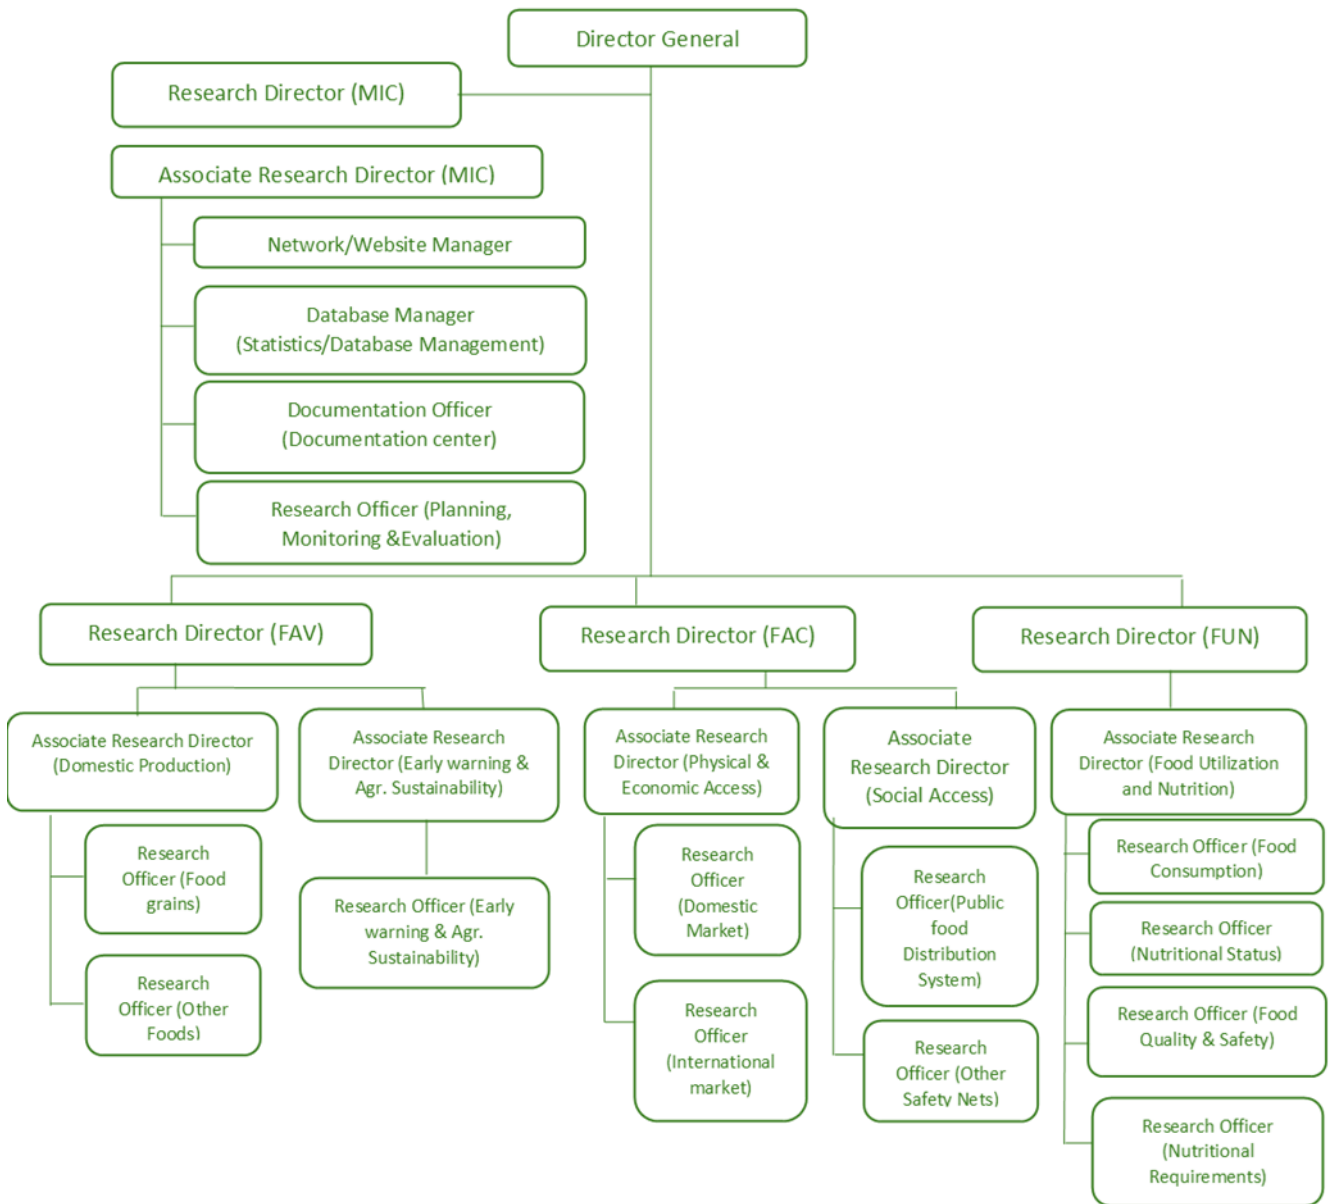 Director General
Research Director (MIC)
Associate Research Director (MIC)
Network/Website Manager
Database Manager
(Statistics/Database Management)
Documentation Officer
(Documentation center)
Research Officer (Planning,
Monitoring &Evaluation)
Research Director (FAV)
Research Director (FAC)
Research Director (FUN)
Associate Research Director
(Domestic Production)
Associate Research
Director (Early warning &
Agr. Sustainability)
Associate Research
Director (Physical &
Economic Access)
Associate
Research Director
(Social Access)
Associate Research
Director (Food Utilization
and Nutrition)
Research
Officer (Food
grains)
Research
Officer (Other
Foods)
Research Officer (Early
warning & Agr.
Sustainability)
Research
Officer
(Domestic
Market)
Research
Officer
(International
market)
Research
Officer(Public
food
Distribution
System)
Research
Officer (Other
Safety Nets)
Research Officer (Food
Consumption)
Research Officer
(Nutritional Status)
Research Officer (Food
Quality & Safety)
Research Officer
(Nutritional
Requirements)